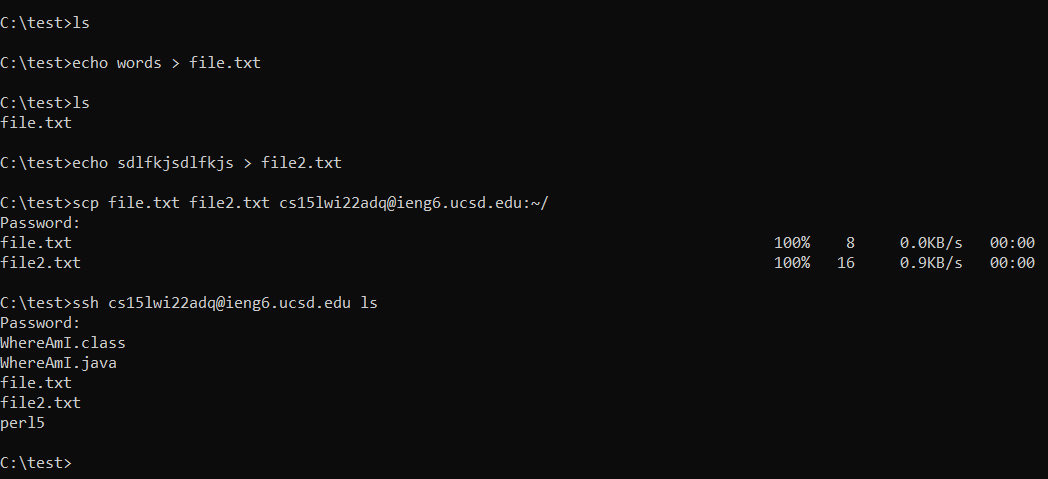 C:\test>ls
C:\test>echo words > file.txt
C:\test>ls
file.txt
C:\test>echo sdlfkjsdlfkjs > file2.txt
C:\test>scp file.txt file2.txt cs15lwi22adq@ieng6.ucsd.edu:~/
Password:
file.txt 100% 8 0.0KB/s 00:00
file2.txt 100% 16 0.9KB/s 00:00
C:\test>ssh cs15lwi22adq@ieng6.ucsd.edu ls
Password:
WhereAmI.class
WhereAmI.java
file.txt
file2.txt
perl5
C:\test>